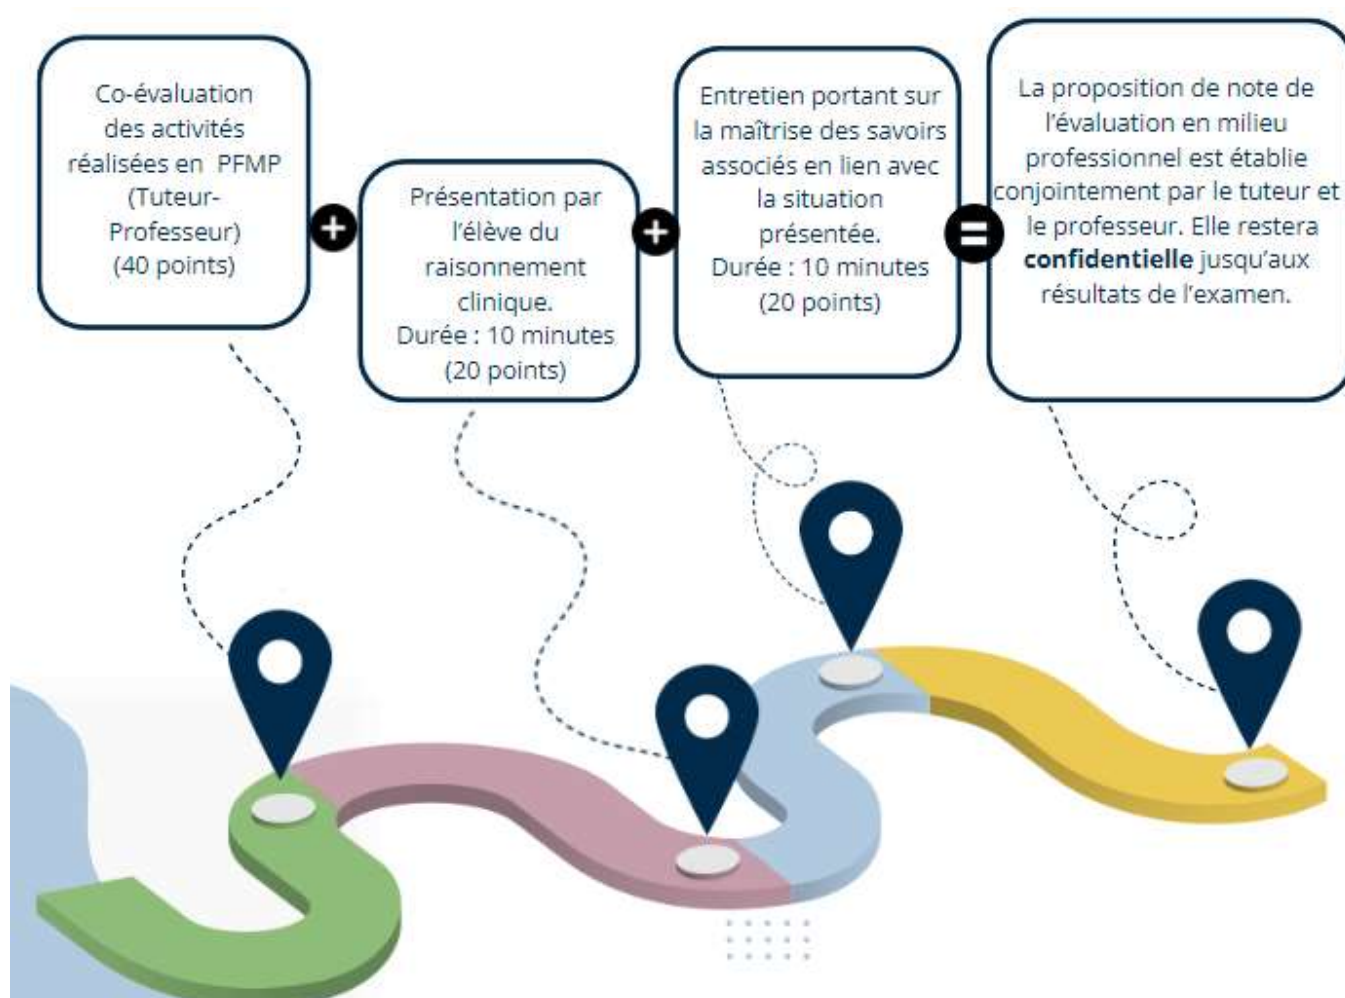 Co-évaluation
des activités
réalisées en PFMP
(Tuteur-
Professeur)
(40 points)
+
Présentation par
l'élève du
raisonnement
clinique.
Durée : 10 minutes
(20 points)
+
Entretien portant sur
la maîtrise des savoirs
associés en lien avec
la situation
présentée.
Durée : 10 minutes
(20 points)
=
La proposition de note de
l'évaluation en milieu
professionnel est établie
conjointement par le tuteur et
le professeur. Elle restera
confidentielle jusqu'aux
résultats de l'examen.